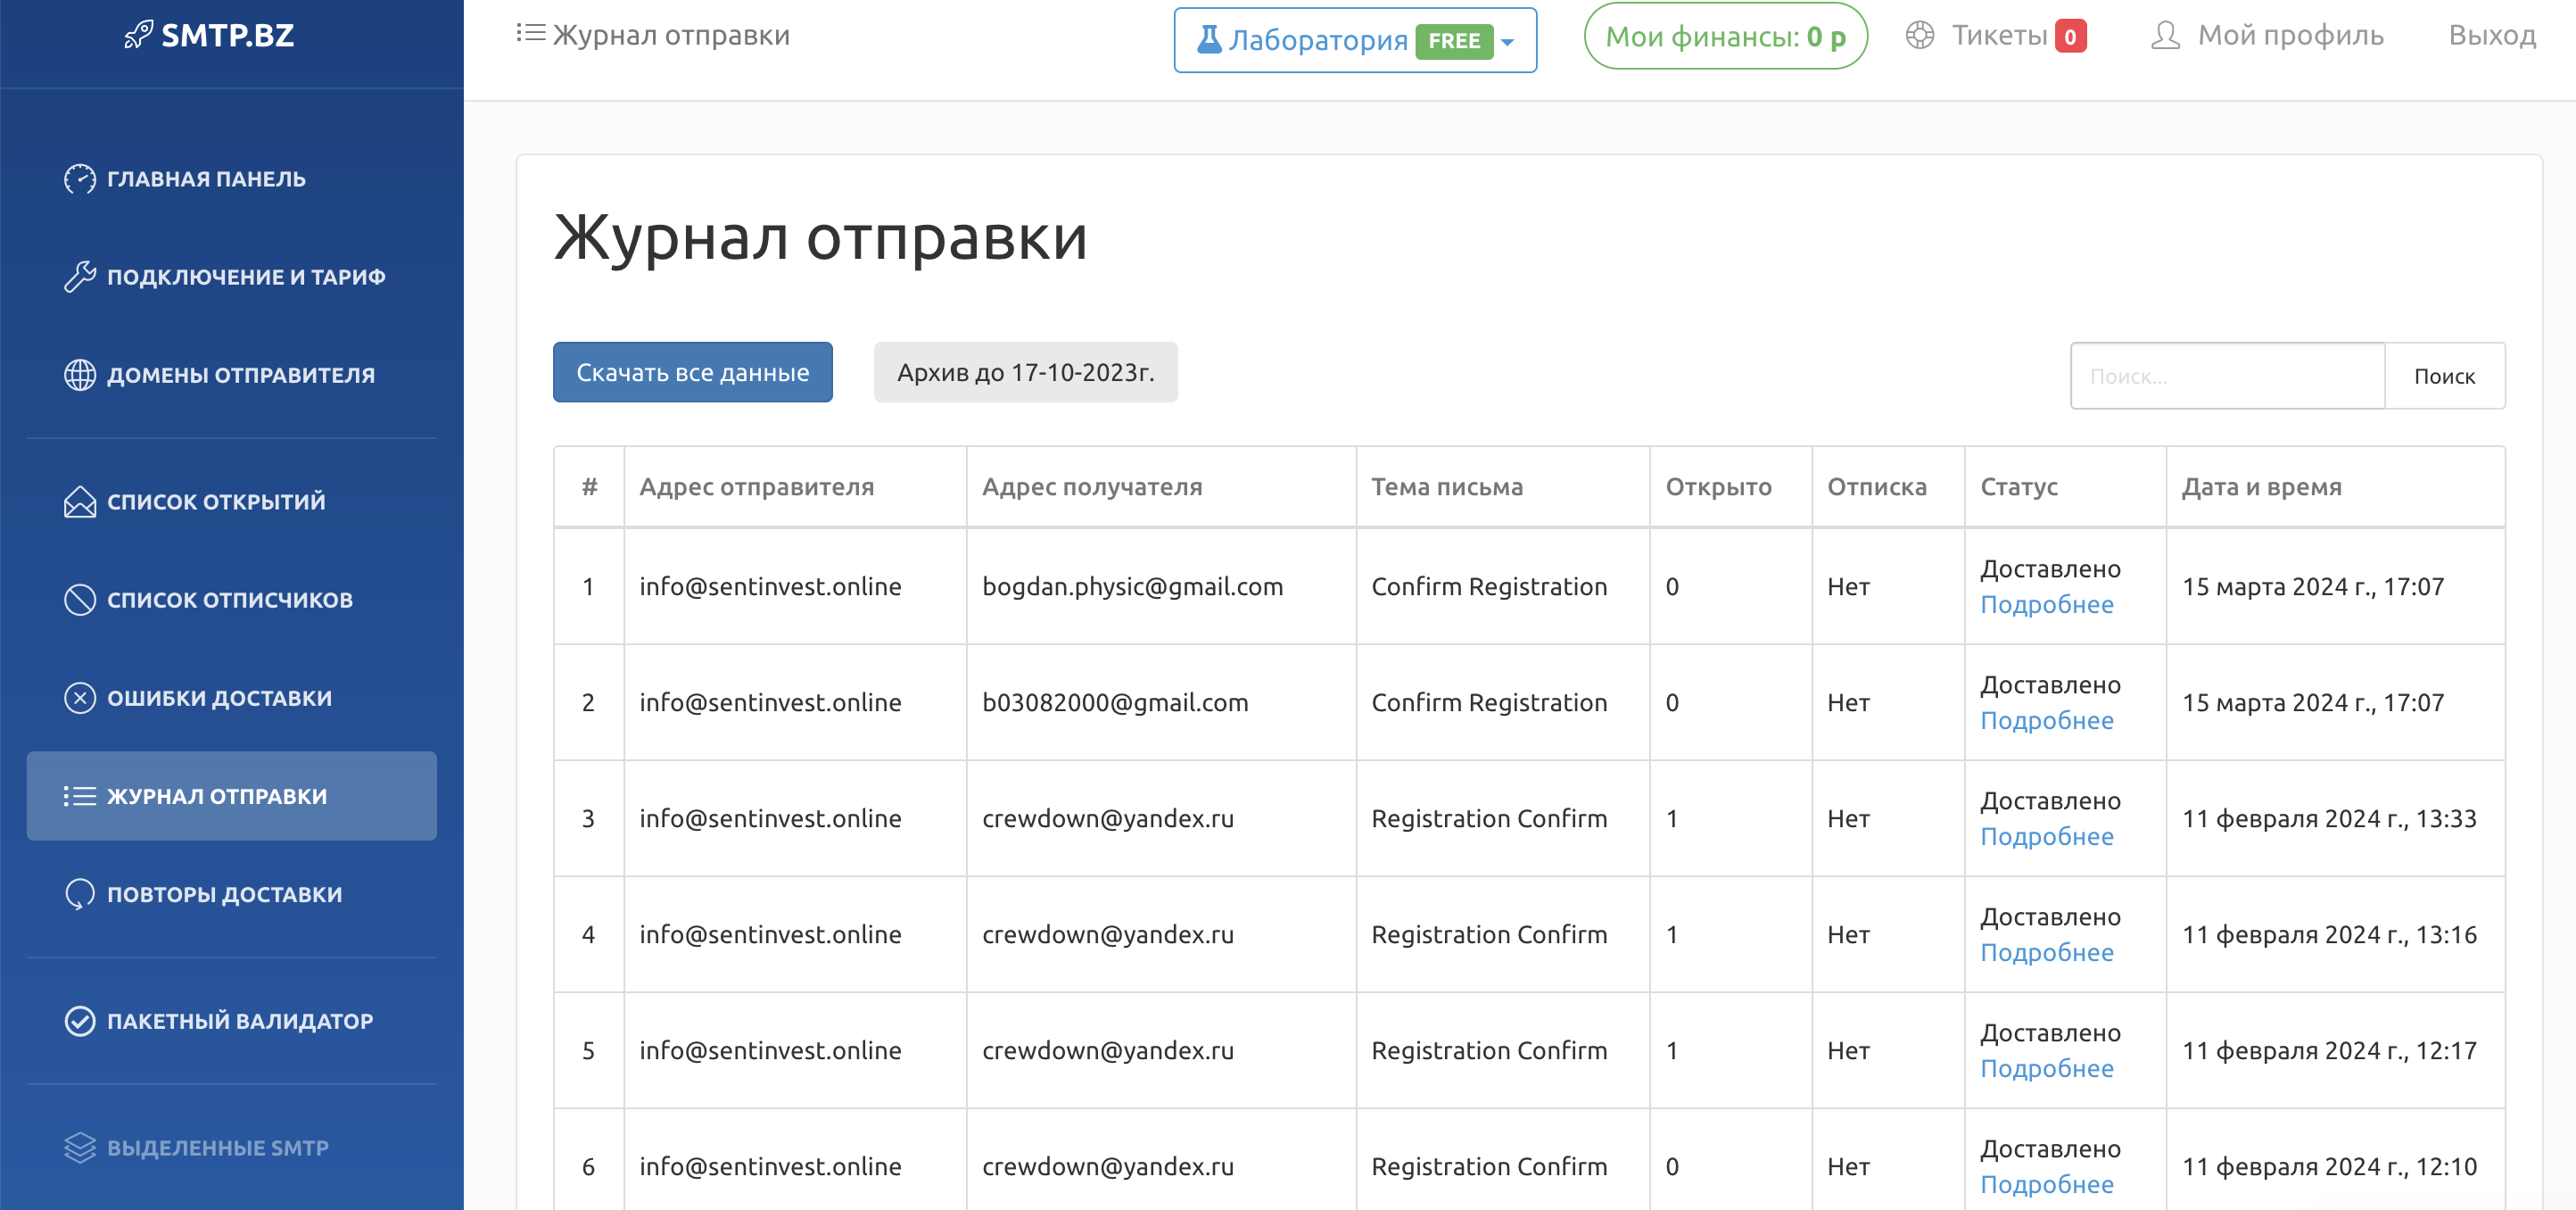 SMTP.BZ
ГЛАВНАЯ ПАНЕЛЬ
ПОДКЛЮЧЕНИЕ И ТАРИФ
ДОМЕНЫ ОТПРАВИТЕЛЯ
СПИСОК ОТКРЫТИЙ
СПИСОК ОТПИСЧИКОВ
ОШИБКИ ДОСТАВКИ
ЖУРНАЛ ОТПРАВКИ
ПОВТОРЫ ДОСТАВКИ
ПАКЕТНЫЙ ВАЛИДАТОР
ВЫДЕЛЕННЫЕ SMTP
Журнал отправки Лаборатория FREE Мои финансы: 0 р Тикеты 0 Мой профиль Выход
Журнал отправки
Скачать все данные Архив до 17-10-2023г. Поиск... Поиск
# Адрес отправителя Адрес получателя Тема письма Открыто Отписка Статус Дата и время
1 info@sentinvest.online bogdan.physic@gmail.com Confirm Registration 0 Нет Доставлено 15 марта 2024 г., 17:07
Подробнее
2 info@sentinvest.online b03082000@gmail.com Confirm Registration 0 Нет Доставлено 15 марта 2024 г., 17:07
Подробнее
3 info@sentinvest.online crewdown@yandex.ru Registration Confirm 1 Нет Доставлено 11 февраля 2024 г., 13:33
Подробнее
4 info@sentinvest.online crewdown@yandex.ru Registration Confirm 1 Нет Доставлено 11 февраля 2024 г., 13:16
Подробнее
5 info@sentinvest.online crewdown@yandex.ru Registration Confirm 1 Нет Доставлено 11 февраля 2024 г., 12:17
Подробнее
6 info@sentinvest.online crewdown@yandex.ru Registration Confirm 0 Нет Доставлено 11 февраля 2024 г., 12:10
Подробнее